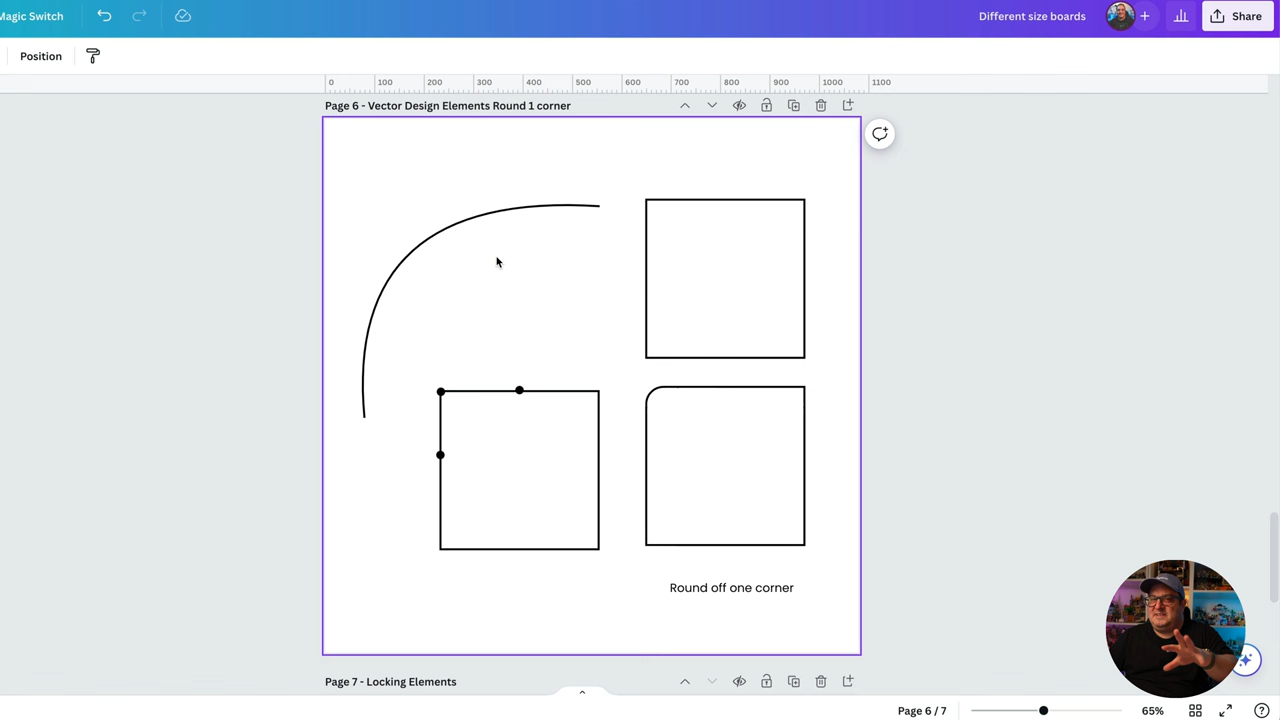 Magic Switch
Different size boards
Share
Position
0 100 200 300 400 500 600 700 800 900 1000 1100
Page 6 - Vector Design Elements Round 1 corner
Round off one corner
Page 7 - Locking Elements
Page 6 / 7
65%